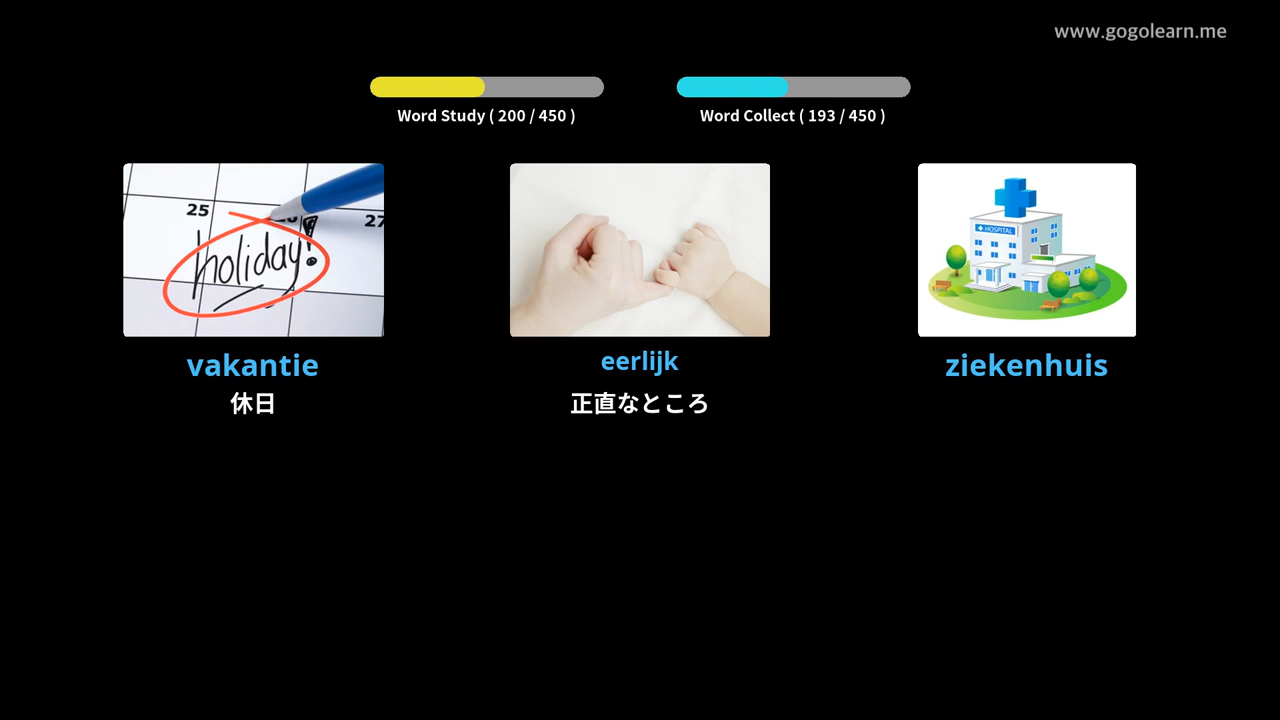 www.gogolearn.me
Word Study ( 200 / 450 )
Word Collect ( 193 / 450 )
25
27
holiday!
HOSPITAL
vakantie
eerlijk
ziekenhuis
休日
正直なところ